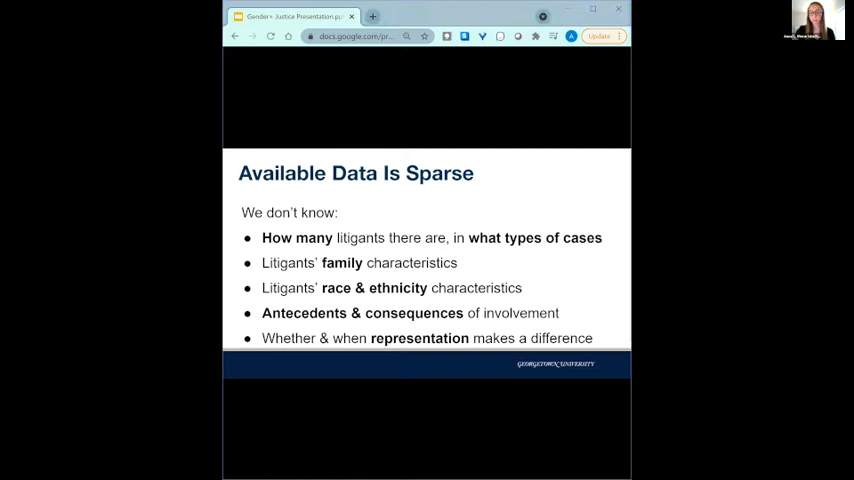 Gender+ Justice Presentation.pp
docs.google.com/pr...
A
Update
Available Data Is Sparse
We don't know:
● How many litigants there are, in what types of cases
● Litigants' family characteristics
● Litigants' race & ethnicity characteristics
● Antecedents & consequences of involvement
● Whether & when representation makes a difference
GEORGETOWN UNIVERSITY